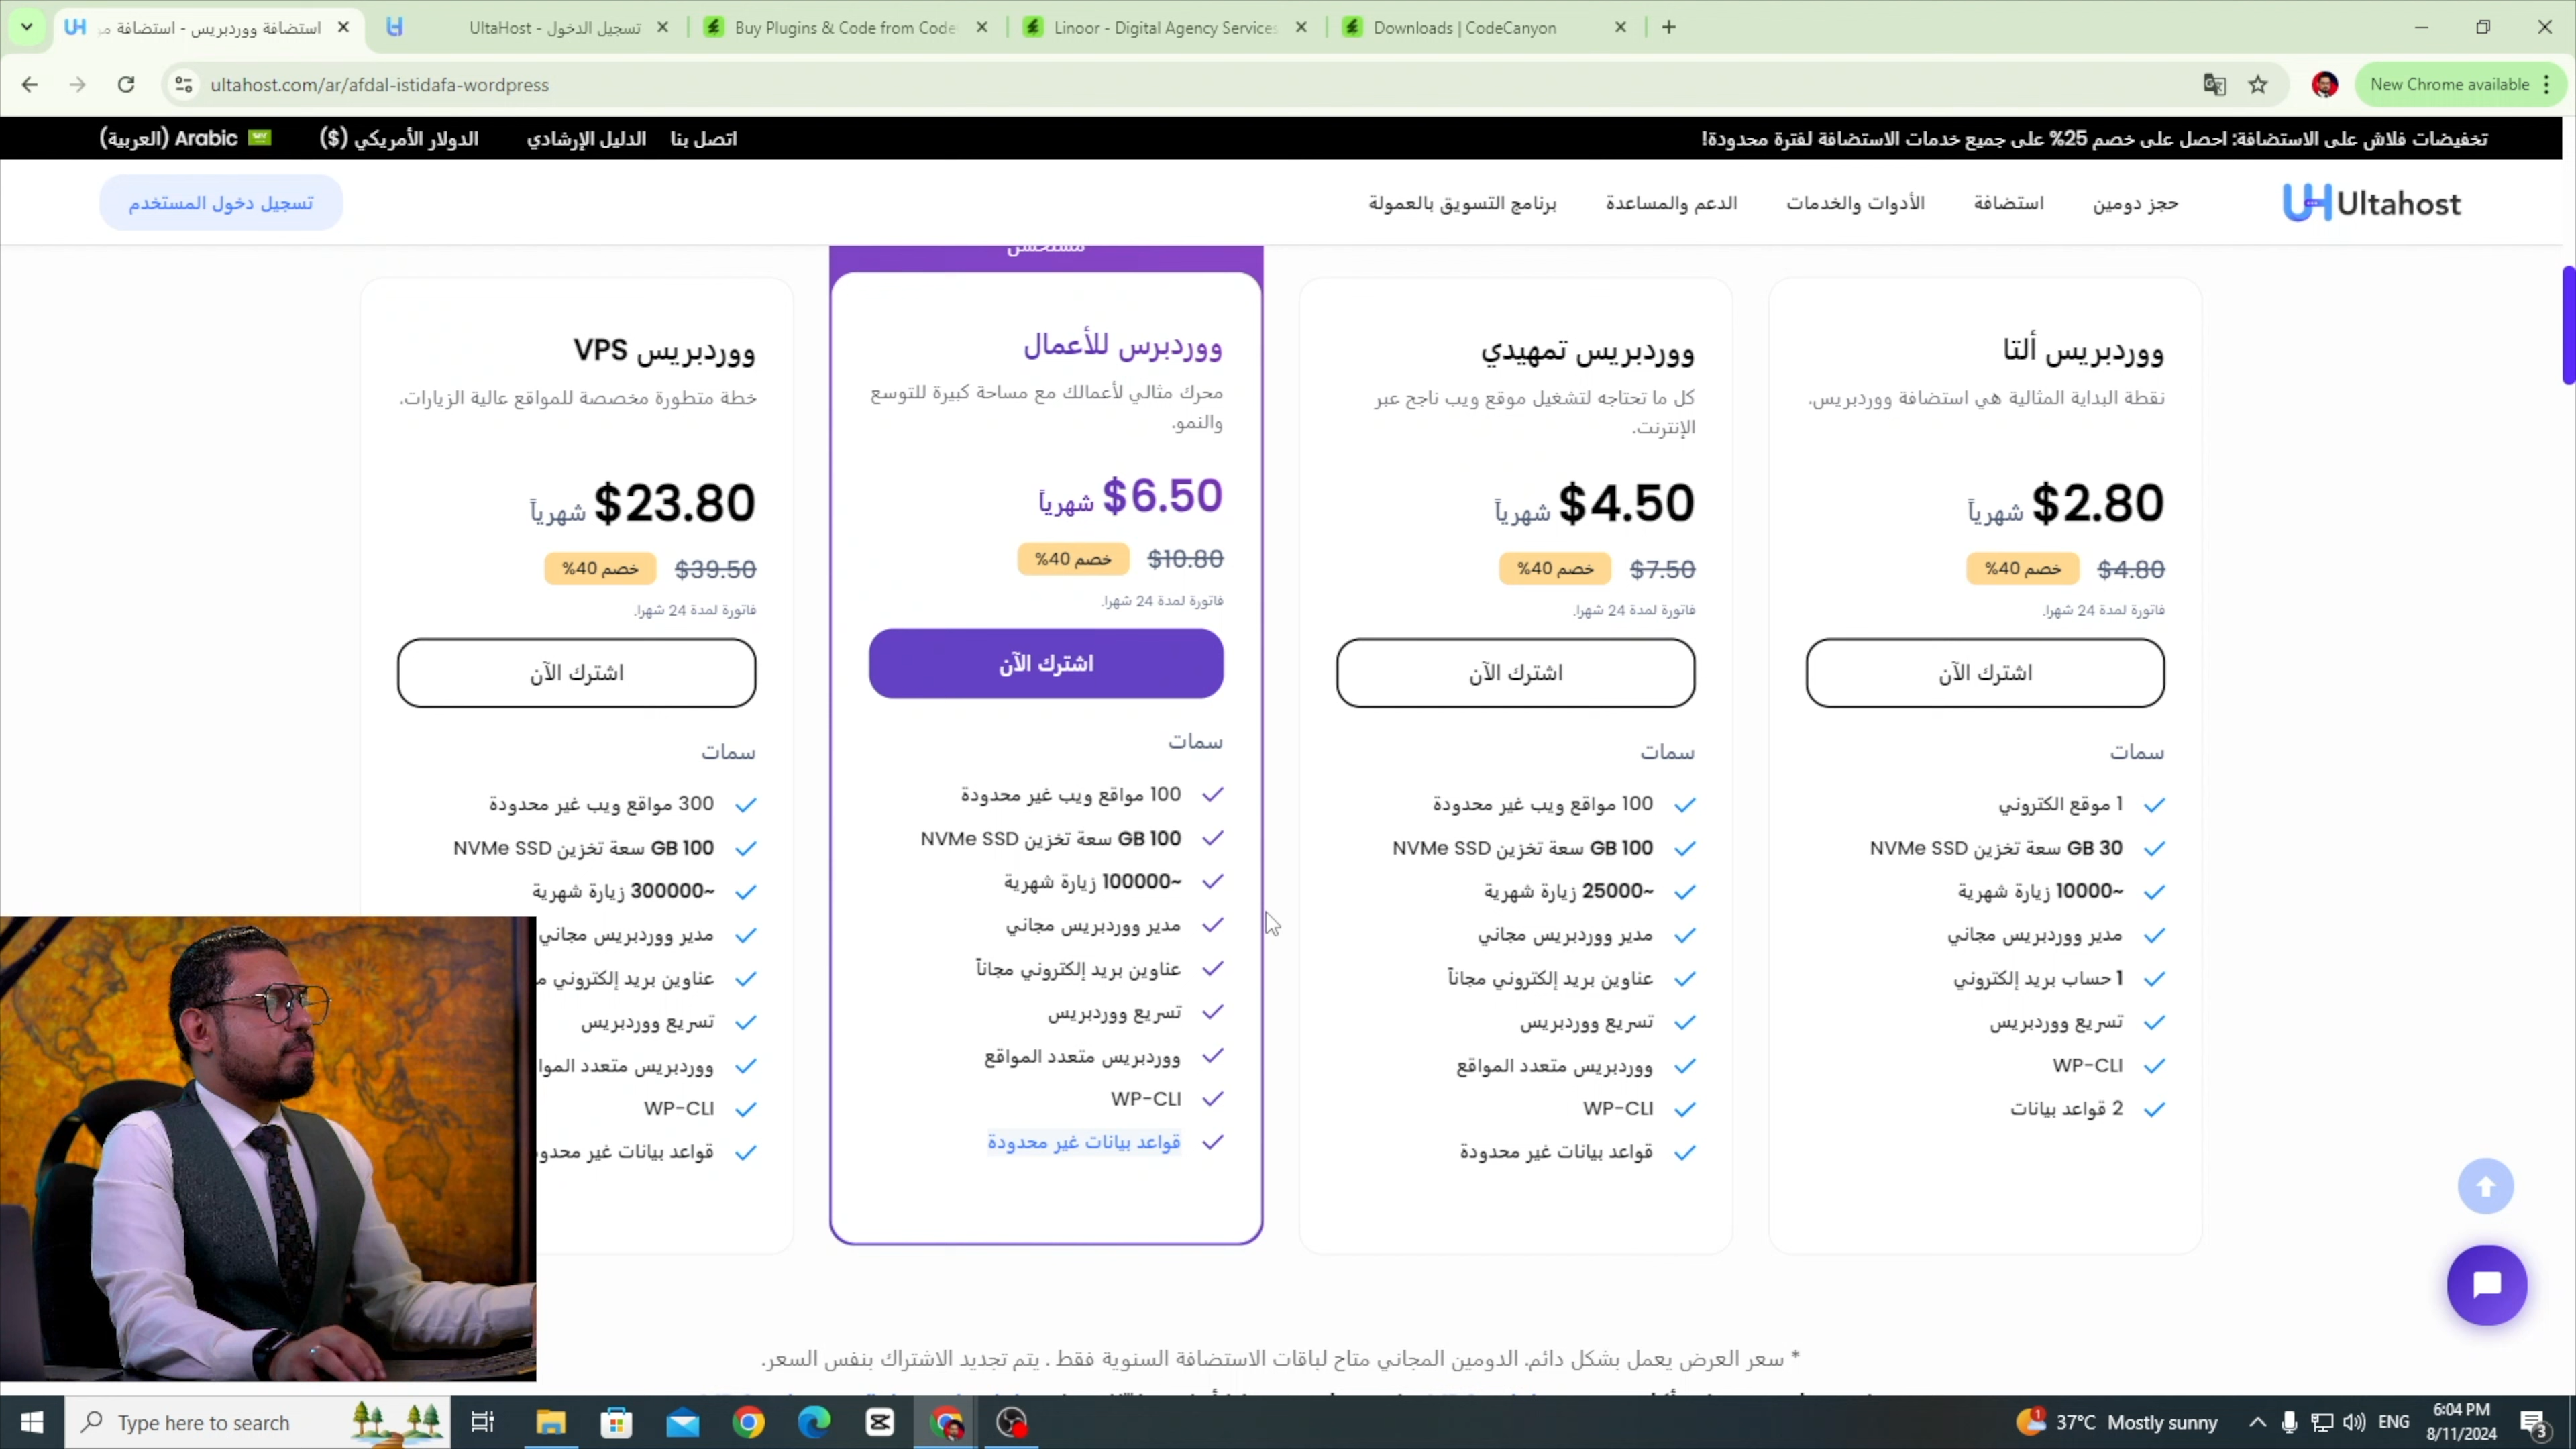 استضافة ووردبريس - استضافة مو
تسجيل الدخول - UltaHost
Buy Plugins & Code from Code
Linoor - Digital Agency Services
Downloads | CodeCanyon
ultahost.com/ar/afdal-istidafa-wordpress
New Chrome available
تخفيضات فلاش على الاستضافة: احصل على خصم 25% على جميع خدمات الاستضافة لفترة محدودة!
اتصل بنا
الدليل الإرشادي
الدولار الأمريكي ($)
Arabic (العربية)
Ultahost
حجز دومين
استضافة
الأدوات والخدمات
الدعم والمساعدة
برنامج التسويق بالعمولة
تسجيل دخول المستخدم
ووردبريس ألتا
نقطة البداية المثالية هي استضافة ووردبريس.
$2.80 شهرياً
$4.80 خصم 40%
فاتورة لمدة 24 شهرا.
اشترك الآن
سمات
1 موقع الكتروني
30 GB سعة تخزين NVMe SSD
~10000 زيارة شهرية
مدير ووردبريس مجاني
1 حساب بريد إلكتروني
تسريع ووردبريس
WP-CLI
2 قواعد بيانات
ووردبريس تمهيدي
كل ما تحتاجه لتشغيل موقع ويب ناجح عبر
الإنترنت.
$4.50 شهرياً
$7.50 خصم 40%
فاتورة لمدة 24 شهرا.
اشترك الآن
سمات
100 مواقع ويب غير محدودة
100 GB سعة تخزين NVMe SSD
~25000 زيارة شهرية
مدير ووردبريس مجاني
عناوين بريد إلكتروني مجاناً
تسريع ووردبريس
ووردبريس متعدد المواقع
WP-CLI
قواعد بيانات غير محدودة
مستحسن
ووردبرس للأعمال
محرك مثالي لأعمالك مع مساحة كبيرة للتوسع
والنمو.
$6.50 شهرياً
$10.80 خصم 40%
فاتورة لمدة 24 شهرا.
اشترك الآن
سمات
100 مواقع ويب غير محدودة
100 GB سعة تخزين NVMe SSD
~100000 زيارة شهرية
مدير ووردبريس مجاني
عناوين بريد إلكتروني مجاناً
تسريع ووردبريس
ووردبريس متعدد المواقع
WP-CLI
قواعد بيانات غير محدودة
ووردبريس VPS
خطة متطورة مخصصة للمواقع عالية الزيارات.
$23.80 شهرياً
$39.50 خصم 40%
فاتورة لمدة 24 شهرا.
اشترك الآن
سمات
300 مواقع ويب غير محدودة
100 GB سعة تخزين NVMe SSD
~300000 زيارة شهرية
مدير ووردبريس مجاني
عناوين بريد إلكتروني م
تسريع ووردبريس
ووردبريس متعدد الموا
WP-CLI
قواعد بيانات غير محدو
* سعر العرض يعمل بشكل دائم. الدومين المجاني متاح لباقات الاستضافة السنوية فقط . يتم تجديد الاشتراك بنفس السعر.
Type here to search
1
37°C Mostly sunny
ENG
6:04 PM
8/11/2024
3